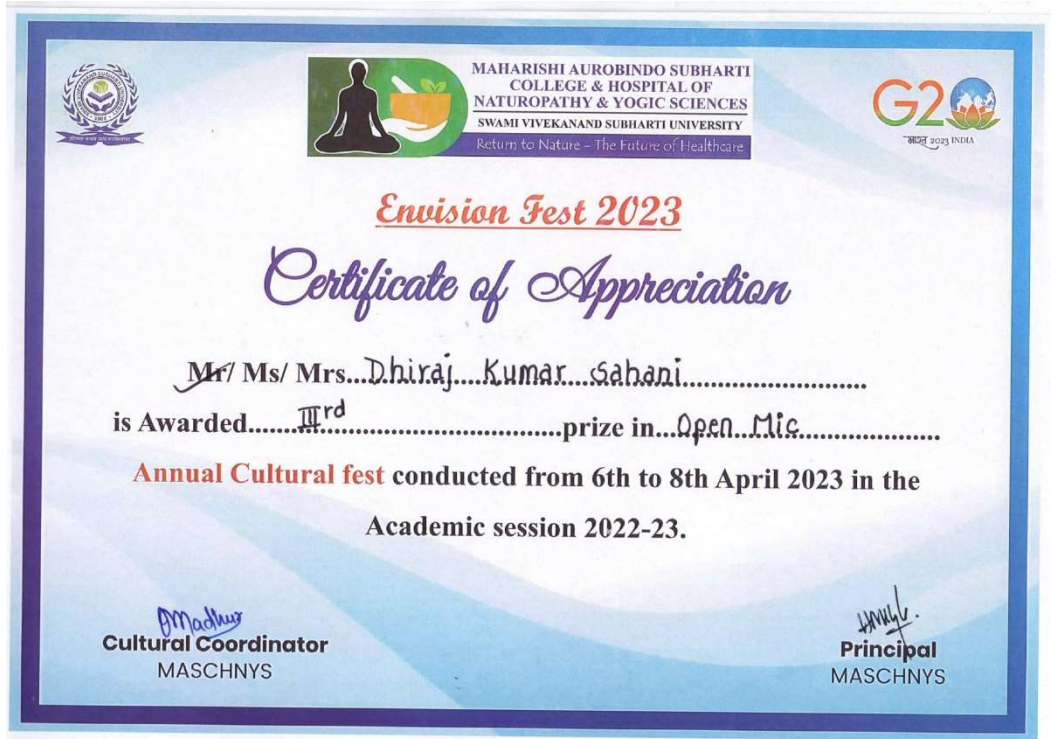 MAHARISHI AUROBINDO SUBHARTI
COLLEGE & HOSPITAL OF
NATUROPATHY & YOGIC SCIENCES
SWAMI VIVEKANAND SUBHARTI UNIVERSITY
Return to Nature – The Future of Healthcare
G20
भारत 2023 INDIA
Envision Fest 2023
Certificate of Appreciation
Mr/ Ms/ Mrs...Dhiraj....Kumar...Sahani..........................
is Awarded.......IIIrd.....................................prize in...Open...Mic....................
Annual Cultural fest conducted from 6th to 8th April 2023 in the
Academic session 2022-23.
Madhur
Cultural Coordinator
MASCHNYS
Principal
MASCHNYS